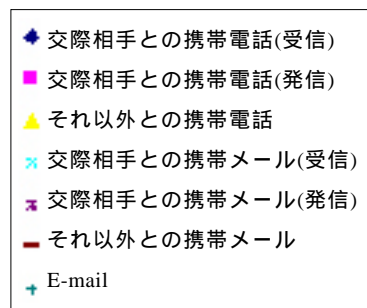 交際相手との携帯電話(受信)
交際相手との携帯電話(発信)
それ以外との携帯電話
交際相手との携帯メール(受信)
交際相手との携帯メール(発信)
それ以外との携帯メール
E-mail